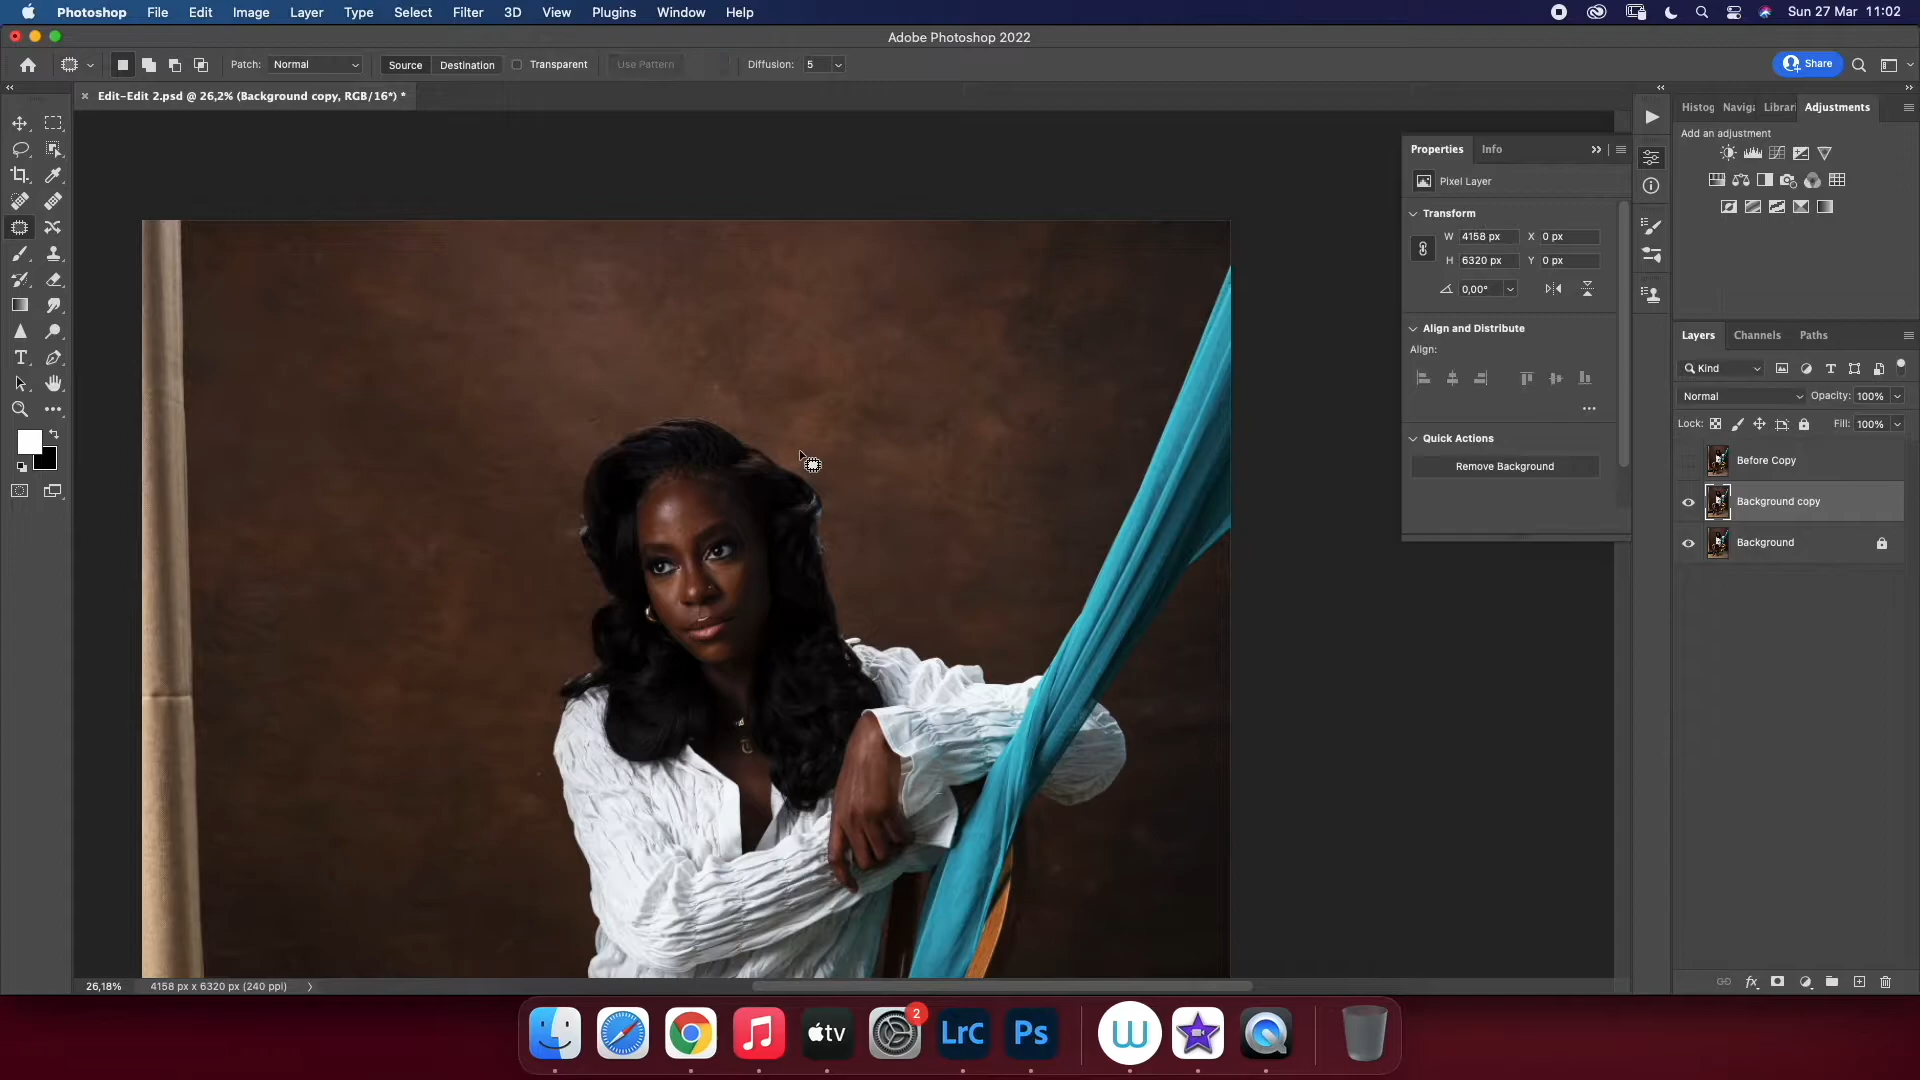 Photoshop File Edit Image Layer Type Select Filter 3D View Plugins Window Help Sun 27 Mar 11:02
Adobe Photoshop 2022
Patch: Normal Source Destination Transparent Use Pattern Diffusion: 5 Share
Edit-Edit 2.psd @ 26,2% (Background copy, RGB/16*) *
Histog Naviga Librari Adjustments
Add an adjustment
Properties Info
Pixel Layer
Transform
W 4158 px X 0 px
H 6320 px Y 0 px
0,00°
Align and Distribute
Align:
Quick Actions
Remove Background
Layers Channels Paths
Kind
Normal Opacity: 100%
Lock: Fill: 100%
Before Copy
Background copy
Background
26,18% 4158 px x 6320 px (240 ppi)
2
tv
LrC
Ps